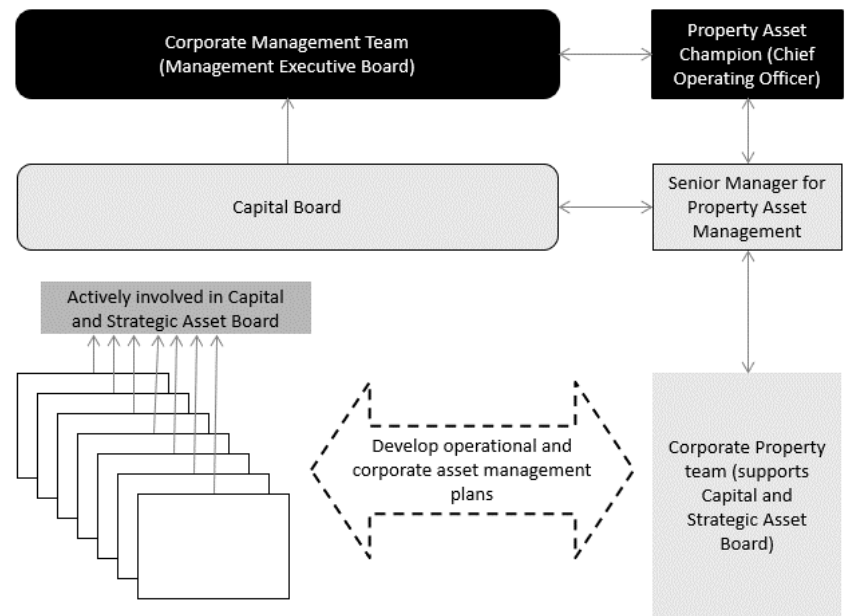 Corporate Management Team
(Management Executive Board)
Property Asset
Champion (Chief
Operating Officer)
Capital Board
Senior Manager for
Property Asset
Management
Actively involved in Capital
and Strategic Asset Board
Develop operational and
corporate asset management
plans
Corporate Property
team (supports
Capital and
Strategic Asset
Board)